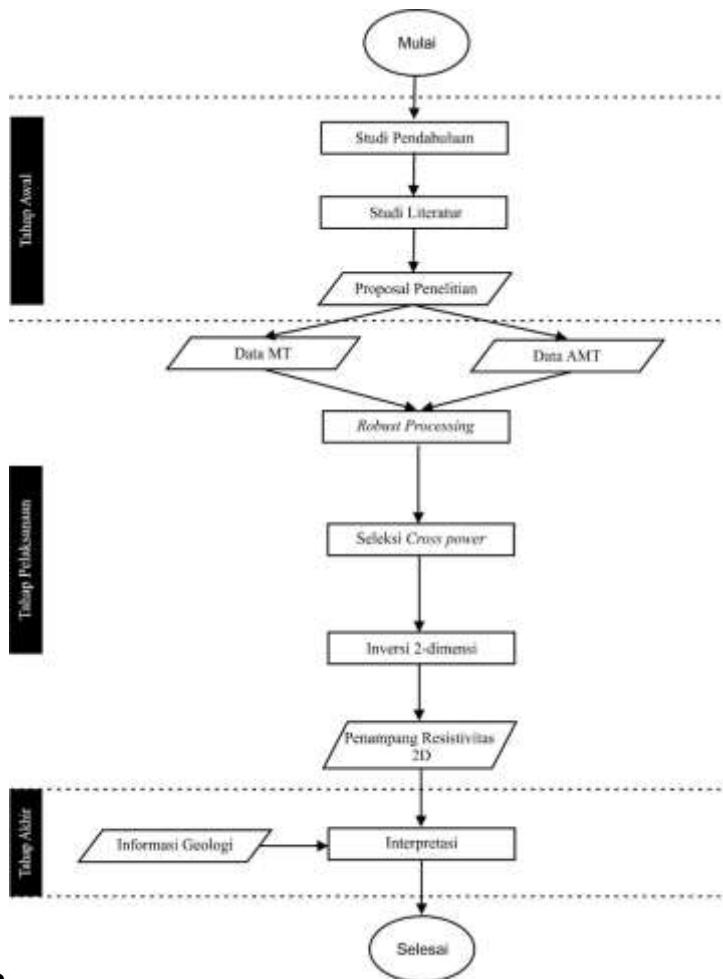 Mulai
Tahap Awal
Studi Pendahuluan
Studi Literatur
Proposal Penelitian
Data MT
Data AMT
Robust Processing
Tahap Pelaksanaan
Seleksi Cross power
Inversi 2-dimensi
Penampang Resistivitas
2D
Tahap Akhir
Informasi Geologi
Interpretasi
Selesai